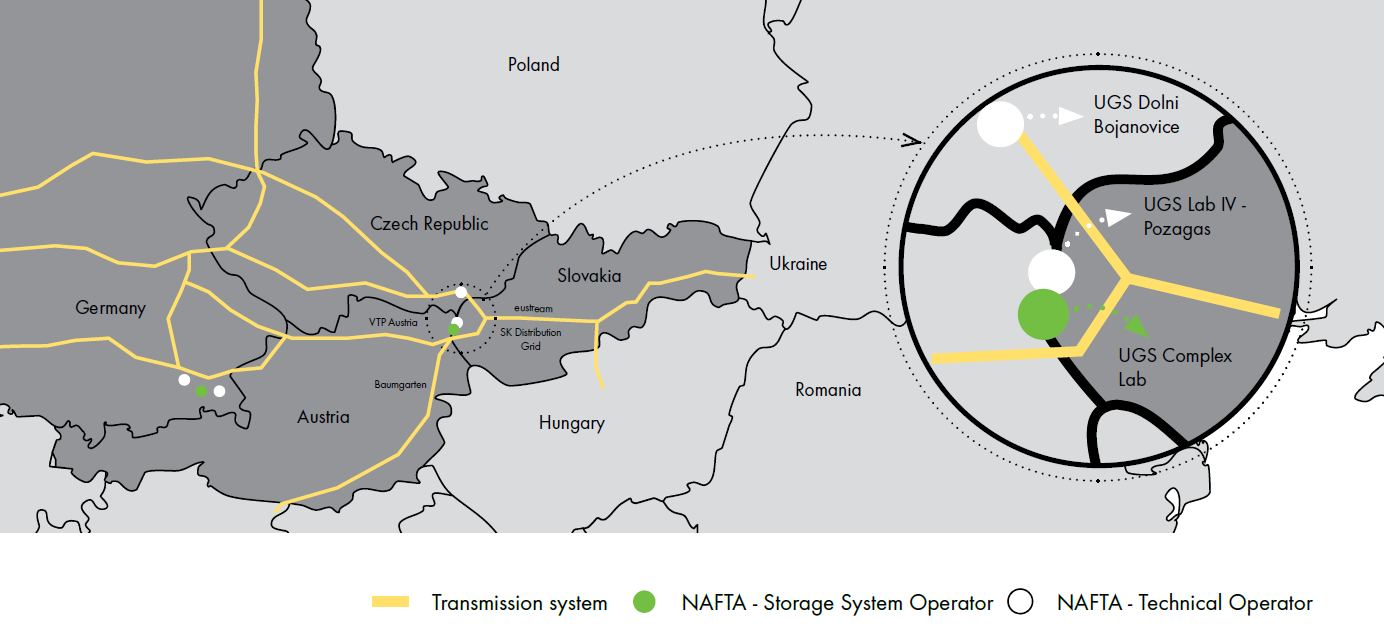 Poland
UGS Dolni
Bojanovice
UGS Lab IV -
Pozagas
Czech Republic
Slovakia
Ukraine
Germany
eustream
VTP Austria
SK Distribution
Grid
UGS Complex
Lab
Baumgarten
Romania
Austria
Hungary
Transmission system
NAFTA - Storage System Operator
NAFTA - Technical Operator